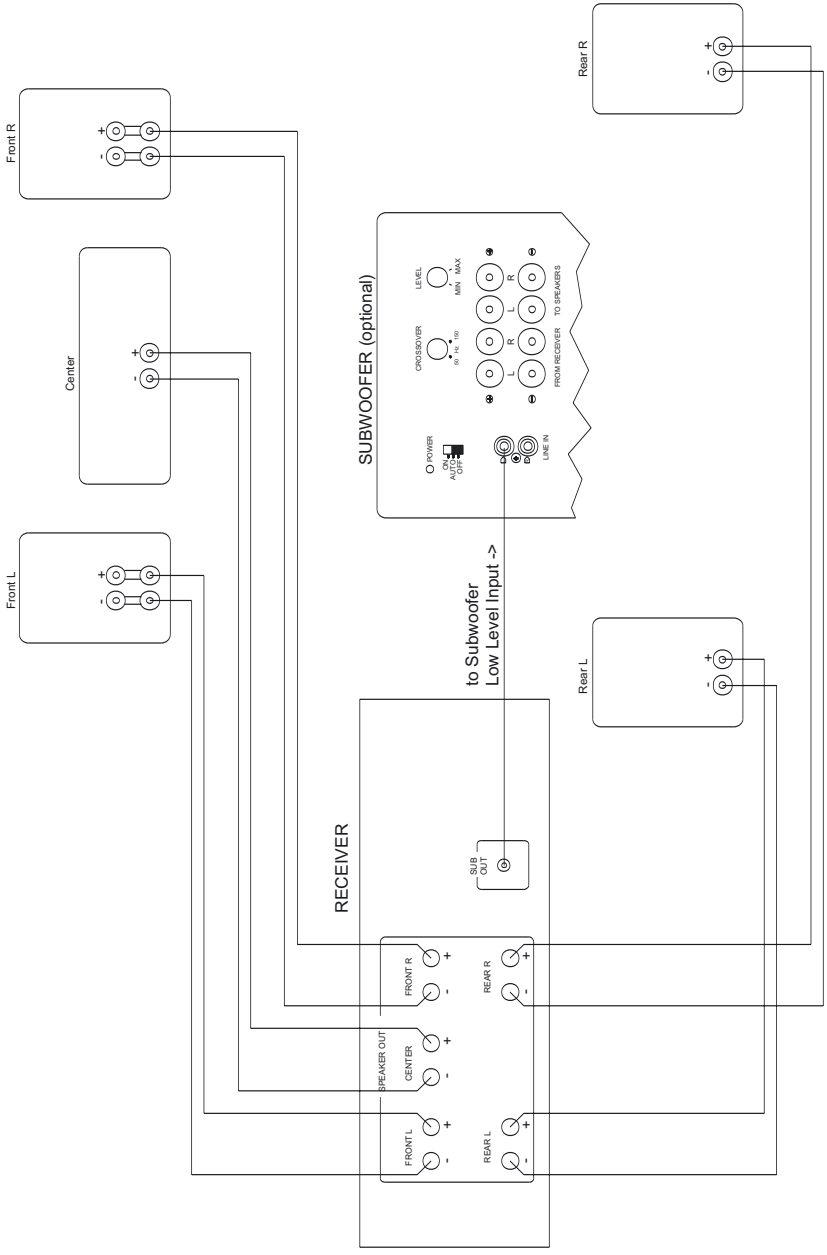 Front L
- +
Center
- +
Front R
- +
RECEIVER
SPEAKER OUT
FRONT L
- +
CENTER
- +
FRONT R
- +
REAR L
- +
REAR R
- +
SUB
OUT
to Subwoofer
Low Level Input ->
SUBWOOFER (optional)
POWER
ON
AUTO
OFF
CROSSOVER
50 Hz 150
LEVEL
MIN MAX
LINE IN
L R L R
FROM RECEIVER TO SPEAKERS
Rear L
- +
Rear R
- +